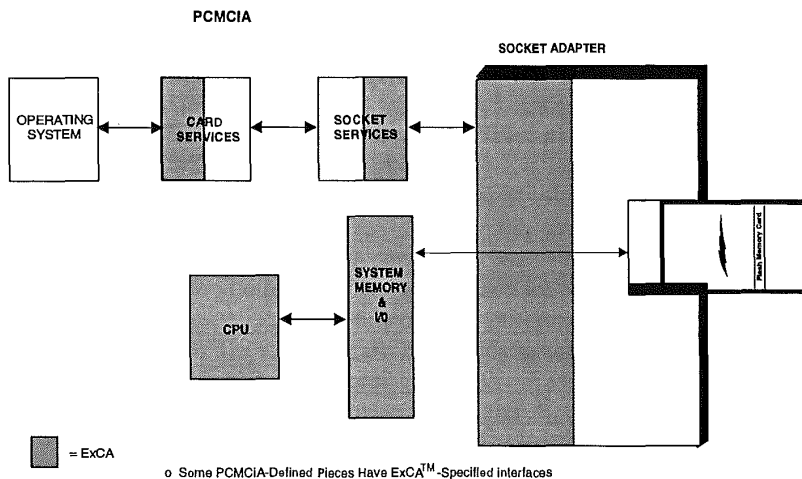 PCMCIA
SOCKET ADAPTER
OPERATING
SYSTEM
CARD
SERVICES
SOCKET
SERVICES
SYSTEM
MEMORY
&
I/0
CPU
Flash Memory Card
= ExCA
o Some PCMCiA-Defined Pieces Have ExCA™-Specified interfaces